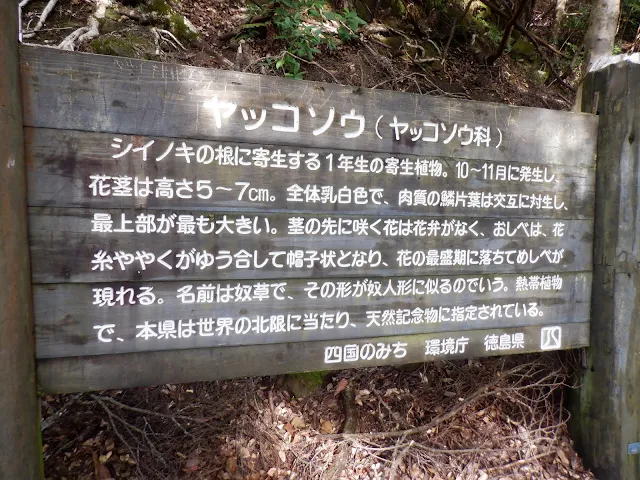 ヤッコソウ(ヤッコソウ科)
シイノキの根に寄生する1年生の寄生植物。10～11月に発生し、
花茎は高さ5～7cm。全体乳白色で、肉質の鱗片葉は交互に対生し、
最上部が最も大きい。茎の先に咲く花は花弁がなく、おしべは、花
糸ややくがゆう合して帽子状となり、花の最盛期に落ちてめしべが
現れる。名前は奴草で、その形が奴人形に似るのでいう。熱帯植物
で、本県は世界の北限に当たり、天然記念物に指定されている。
四国のみち 環境庁 徳島県